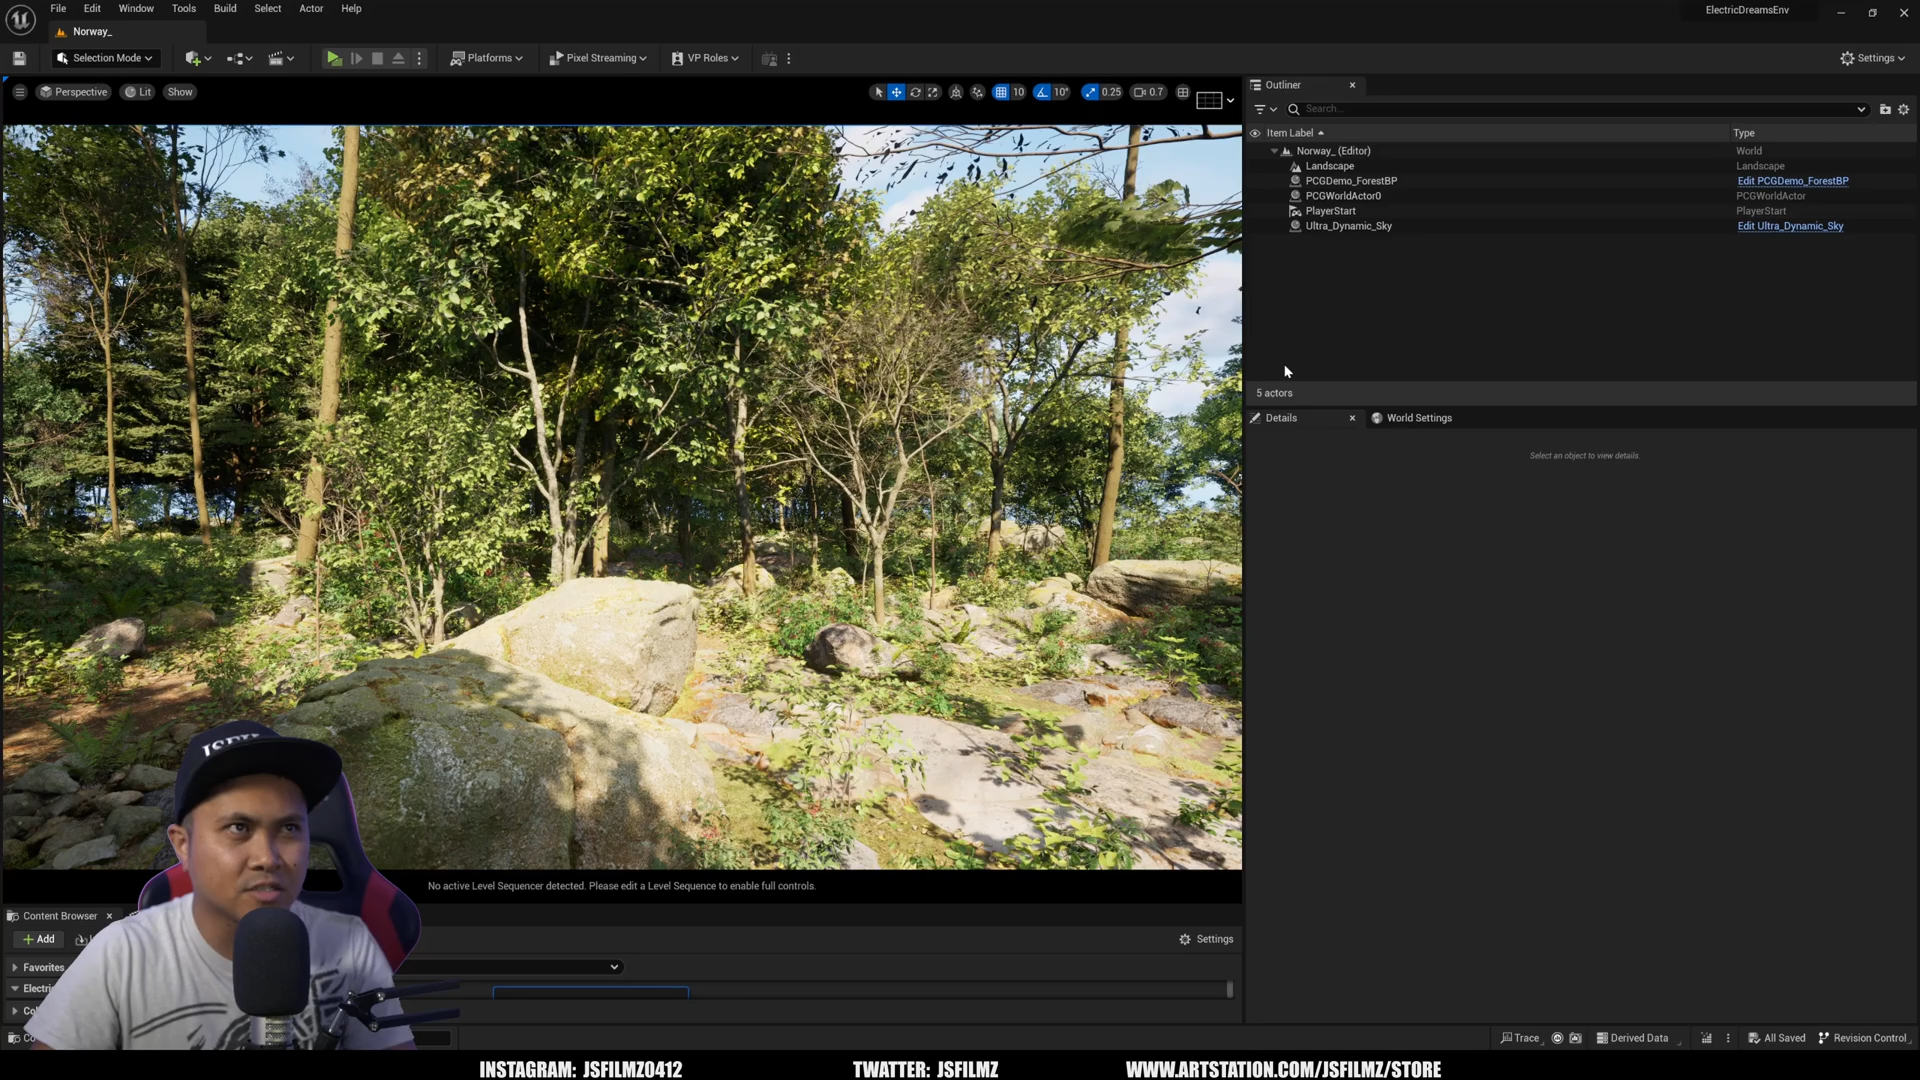 File Edit Window Tools Build Select Actor Help
ElectricDreamsEnv
Norway_
Selection Mode
Platforms
Pixel Streaming
VP Roles
Settings
Perspective
Lit
Show
10
10°
0.25
0.7
Outliner
Search...
Item Label
Type
Norway_ (Editor)
World
Landscape
Landscape
PCGDemo_ForestBP
Edit PCGDemo_ForestBP
PCGWorldActor0
PCGWorldActor
PlayerStart
PlayerStart
Ultra_Dynamic_Sky
Edit Ultra_Dynamic_Sky
5 actors
Details
World Settings
Select an object to view details.
No active Level Sequencer detected. Please edit a Level Sequence to enable full controls.
Content Browser
Add
Settings
Favorites
Electri
Trace
Derived Data
All Saved
Revision Control
INSTAGRAM: JSFILMZ0412
TWATTER: JSFILMZ
WWW.ARTSTATION.COM/JSFILMZ/STORE